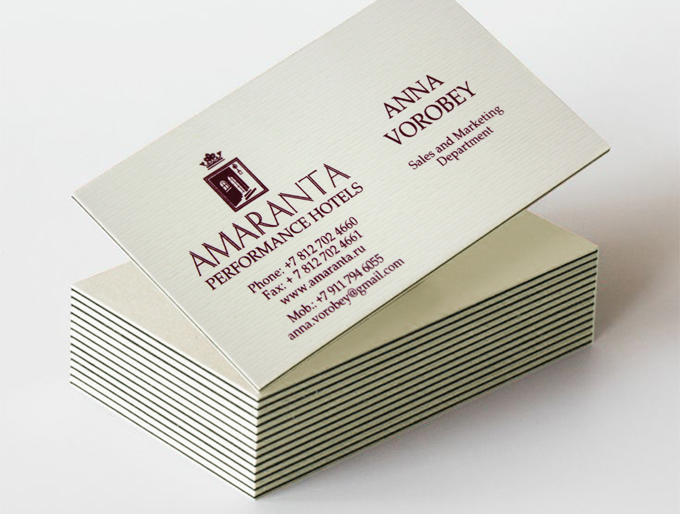 ANNA
VOROBEY
Sales and Marketing
Department
AMARANTA
PERFORMANCE HOTELS
Phone: +7 812 702 4660
Fax: + 7 812 702 4661
www.amaranta.ru
Mob.: +7 911 794 6055
anna.vorobey@gmail.com